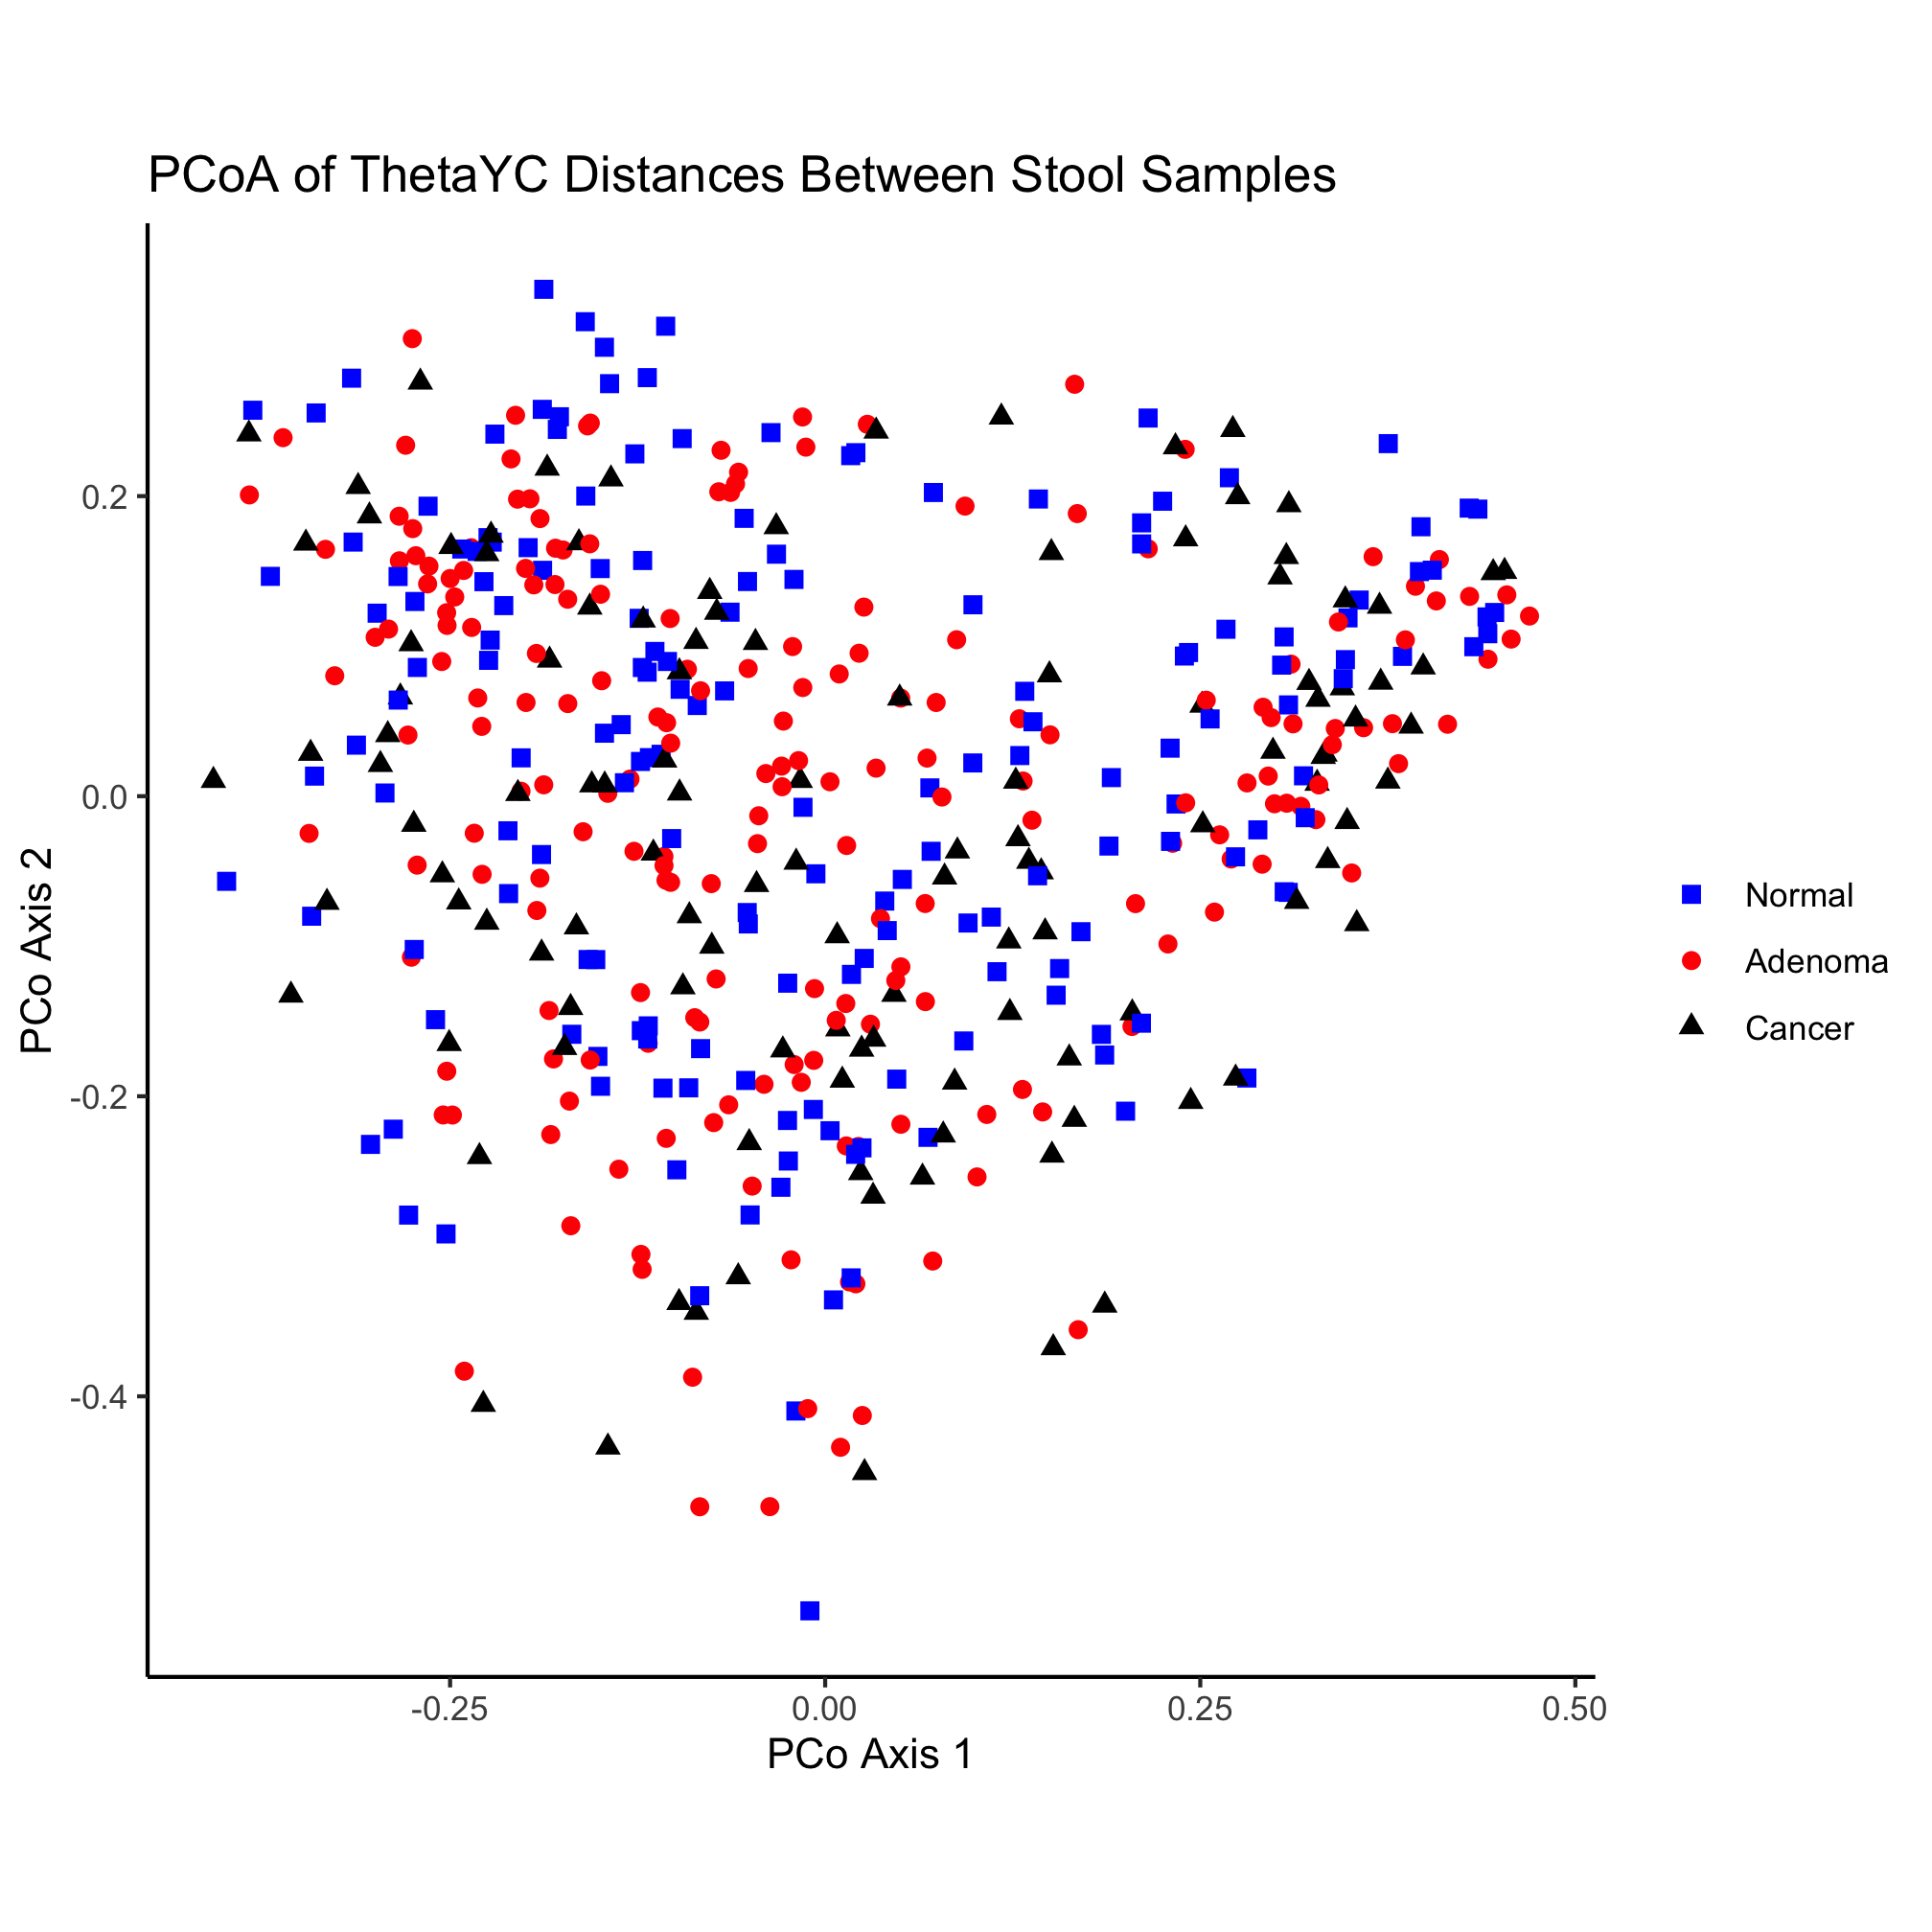 PCoA of ThetaYC Distances Between Stool Samples
PCo Axis 2
0.2
0.0
-0.2
-0.4
-0.25
0.00
0.25
0.50
PCo Axis 1
Normal
Adenoma
Cancer